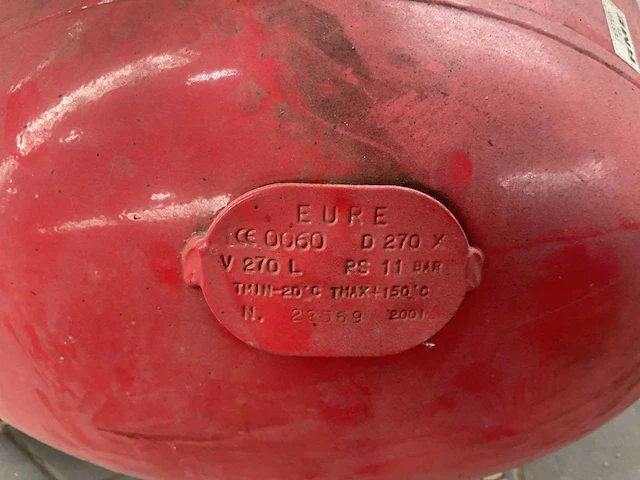 EURE
CE 0060 D 270 X
V 270 L PS 11 BAR
TMIN-20°C TMAX+150°C
N. 2001